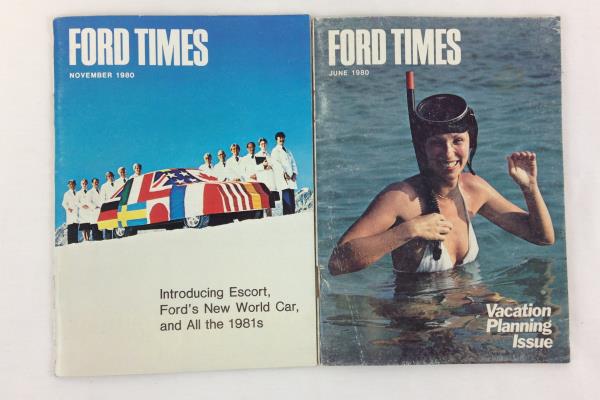 FORD TIMES
NOVEMBER 1980
Introducing Escort,
Ford's New World Car,
and All the 1981s
FORD TIMES
JUNE 1980
Vacation
Planning
Issue